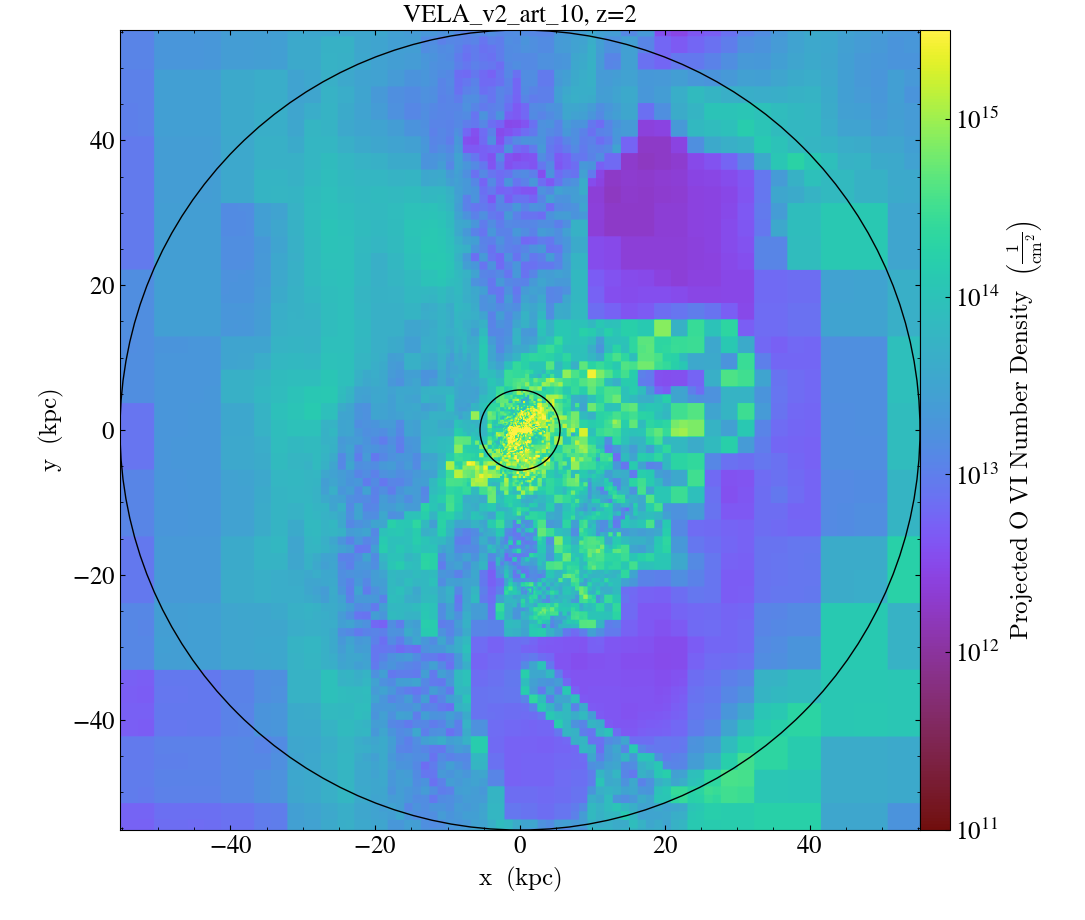 VELA_v2_art_10, z=2
40
20
0
−20
−40
y (kpc)
−40 −20 0 20 40
x (kpc)
10^15
10^14
10^13
10^12
10^11
Projected O VI Number Density (1/cm^2)